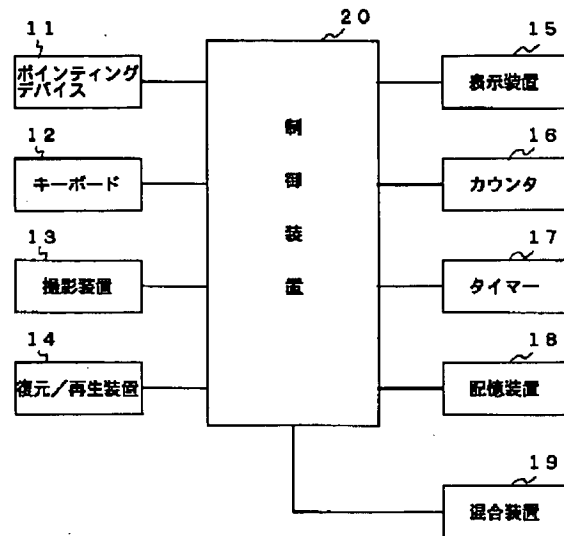 20
11
ポインティング
デバイス
15
表示装置
12
キーボード
制御装置
16
カウンタ
13
撮影装置
17
タイマー
14
復元／再生装置
18
記憶装置
19
混合装置